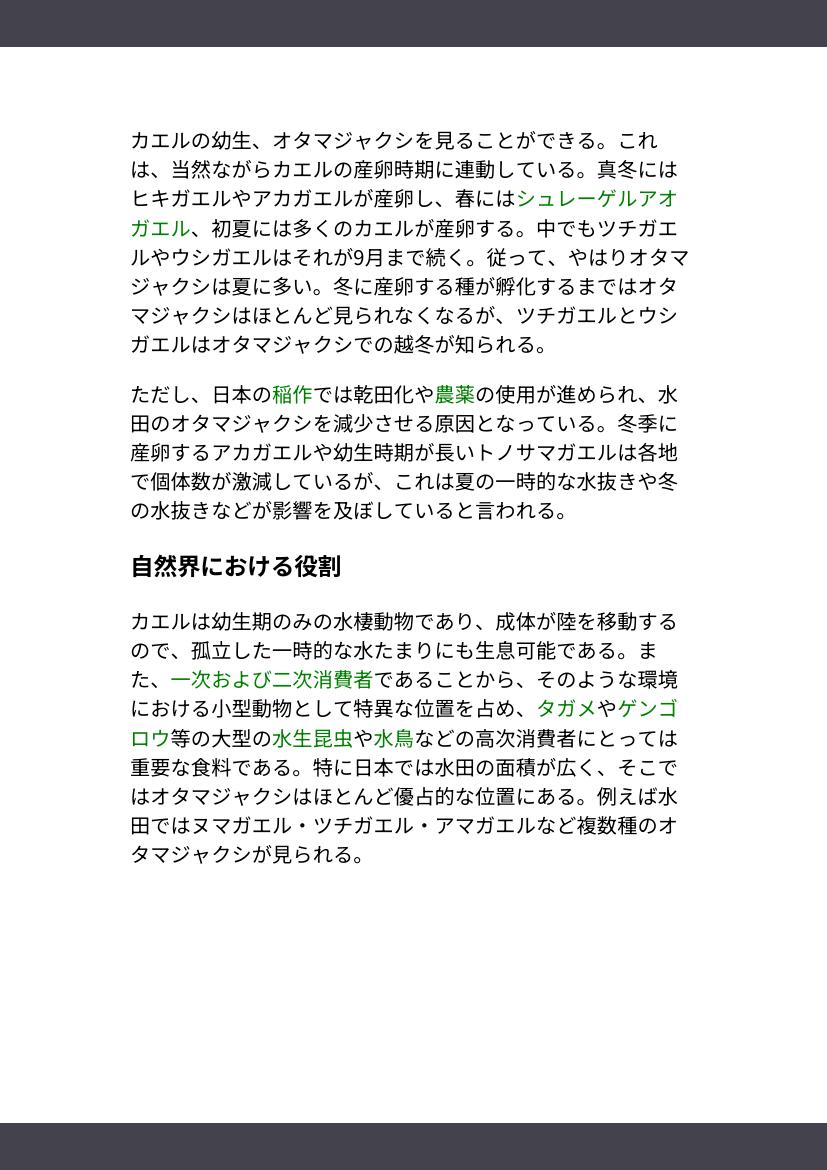 カエルの幼生、オタマジャクシを見ることができる。これ
は、当然ながらカエルの産卵時期に連動している。真冬には
ヒキガエルやアカガエルが産卵し、春にはシュレーゲルアオ
ガエル、初夏には多くのカエルが産卵する。中でもツチガエ
ルやウシガエルはそれが9月まで続く。従って、やはりオタマ
ジャクシは夏に多い。冬に産卵する種が孵化するまではオタ
マジャクシはほとんど見られなくなるが、ツチガエルとウシ
ガエルはオタマジャクシでの越冬が知られる。
ただし、日本の稲作では乾田化や農薬の使用が進められ、水
田のオタマジャクシを減少させる原因となっている。冬季に
産卵するアカガエルや幼生時期が長いトノサマガエルは各地
で個体数が激減しているが、これは夏の一時的な水抜きや冬
の水抜きなどが影響を及ぼしていると言われる。
自然界における役割
カエルは幼生期のみの水棲動物であり、成体が陸を移動する
ので、孤立した一時的な水たまりにも生息可能である。ま
た、一次および二次消費者であることから、そのような環境
における小型動物として特異な位置を占め、タガメやゲンゴ
ロウ等の大型の水生昆虫や水鳥などの高次消費者にとっては
重要な食料である。特に日本では水田の面積が広く、そこで
はオタマジャクシはほとんど優占的な位置にある。例えば水
田ではヌマガエル・ツチガエル・アマガエルなど複数種のオ
タマジャクシが見られる。